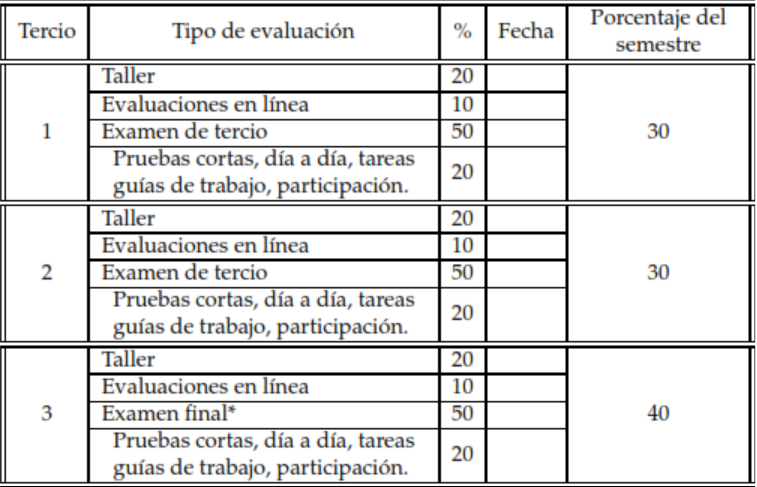 Tercio Tipo de evaluación % Fecha Porcentaje del semestre
Taller 20
Evaluaciones en línea 10
1 Examen de tercio 50 30
Pruebas cortas, día a día, tareas
guías de trabajo, participación. 20
Taller 20
Evaluaciones en línea 10
2 Examen de tercio 50 30
Pruebas cortas, día a día, tareas
guías de trabajo, participación. 20
Taller 20
Evaluaciones en línea 10
3 Examen final* 50 40
Pruebas cortas, día a día, tareas
guías de trabajo, participación. 20